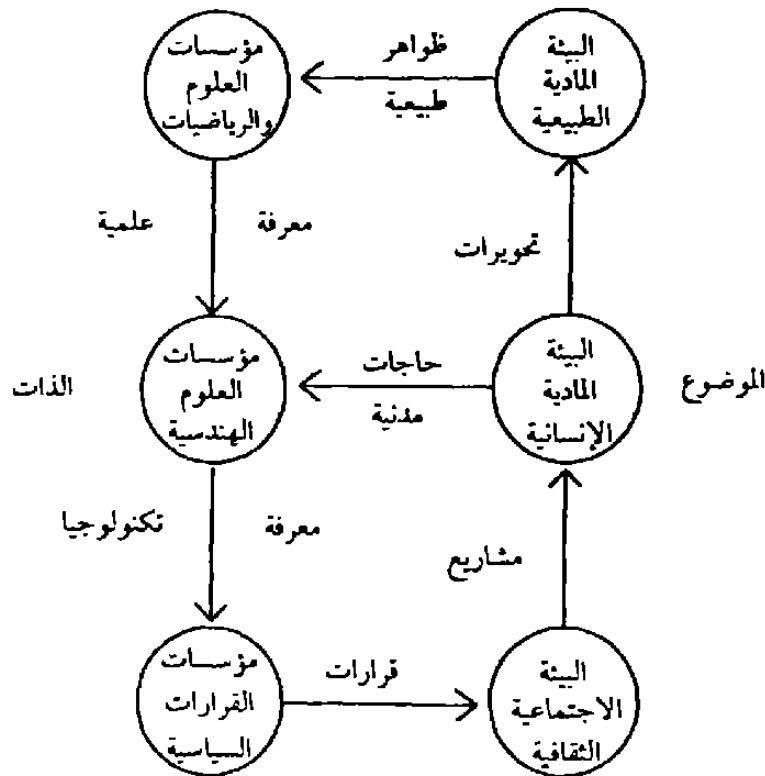 البيئة
المادية
الطبيعية
ظواهر
طبيعية
مؤسسات
العلوم
والرياضيات
تحويرات
معرفة علمية
الموضوع
البيئة
المادية
الإنسانية
حاجات
مدنية
مؤسسات
العلوم
الهندسية
الذات
مشاريع
معرفة تكنولوجيا
البيئة
الاجتماعية
الثقافية
قرارات
مؤسسات
القرارات
السياسية